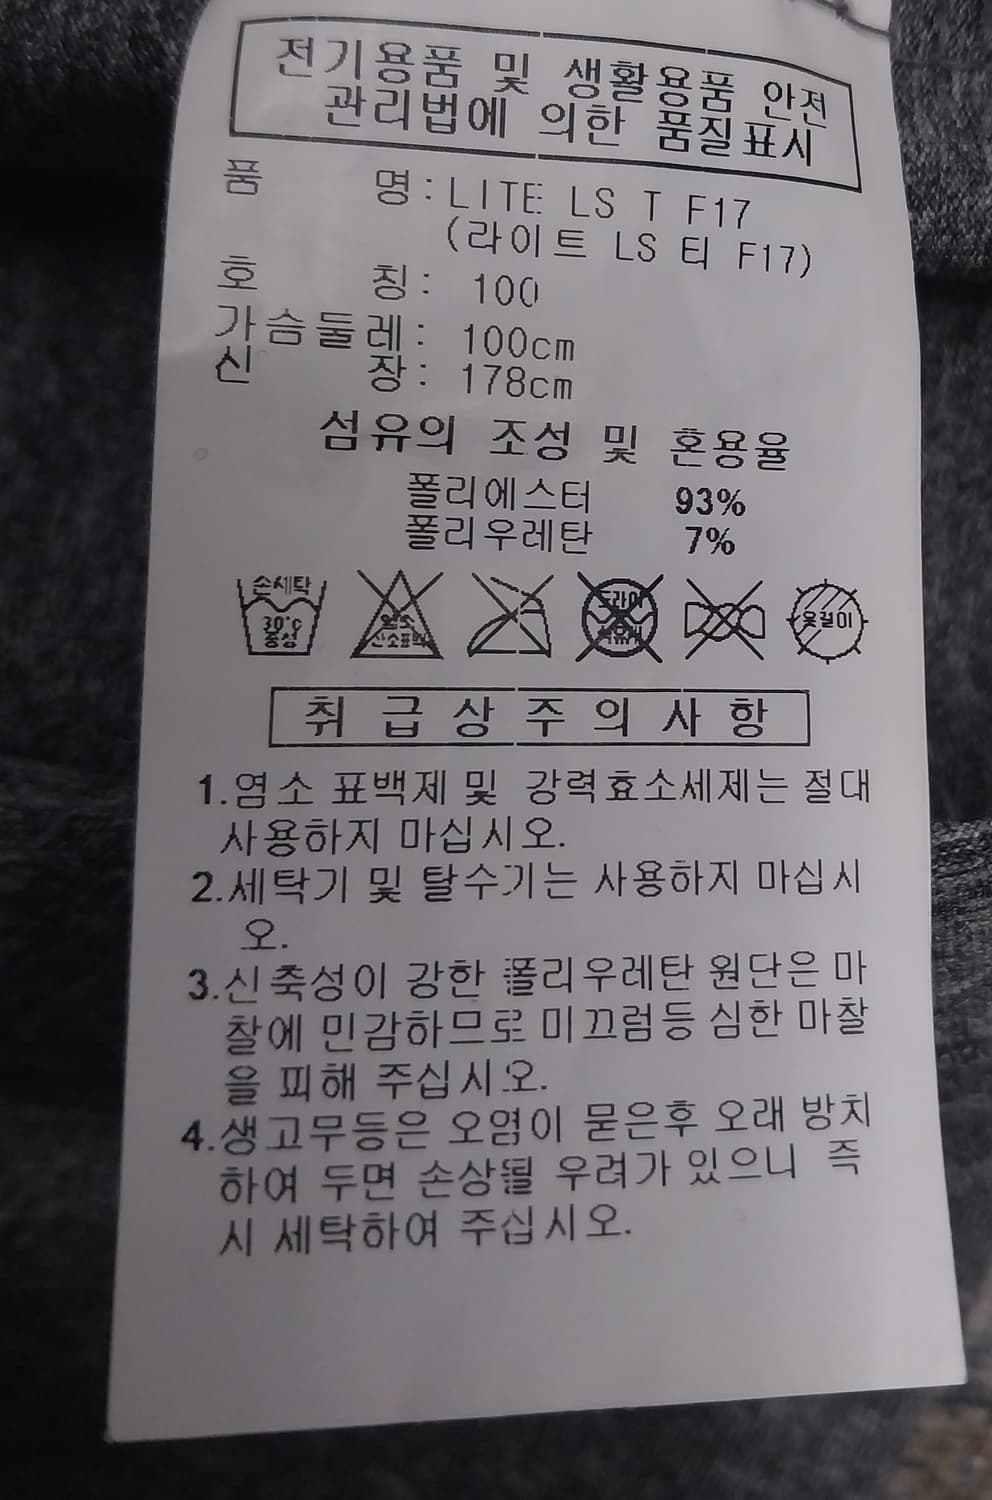 전기용품 및 생활용품 안전
관리법에 의한 품질표시
품 명 : LITE LS T F17
(라이트 LS 티 F17)
호 칭 : 100
가슴둘레 : 100cm
신 장 : 178cm
섬유의 조성 및 혼용율
폴리에스터 93%
폴리우레탄 7%
손세탁 30℃ 중성
염소 산소표백
드라이
옷걸이
취급상주의사항
1.염소 표백제 및 강력효소세제는 절대
사용하지 마십시오.
2.세탁기 및 탈수기는 사용하지 마십시
오.
3.신축성이 강한 폴리우레탄 원단은 마
찰에 민감하므로 미끄럼등 심한 마찰
을 피해 주십시오.
4.생고무등은 오염이 묻은후 오래 방치
하여 두면 손상될 우려가 있으니 즉
시 세탁하여 주십시오.